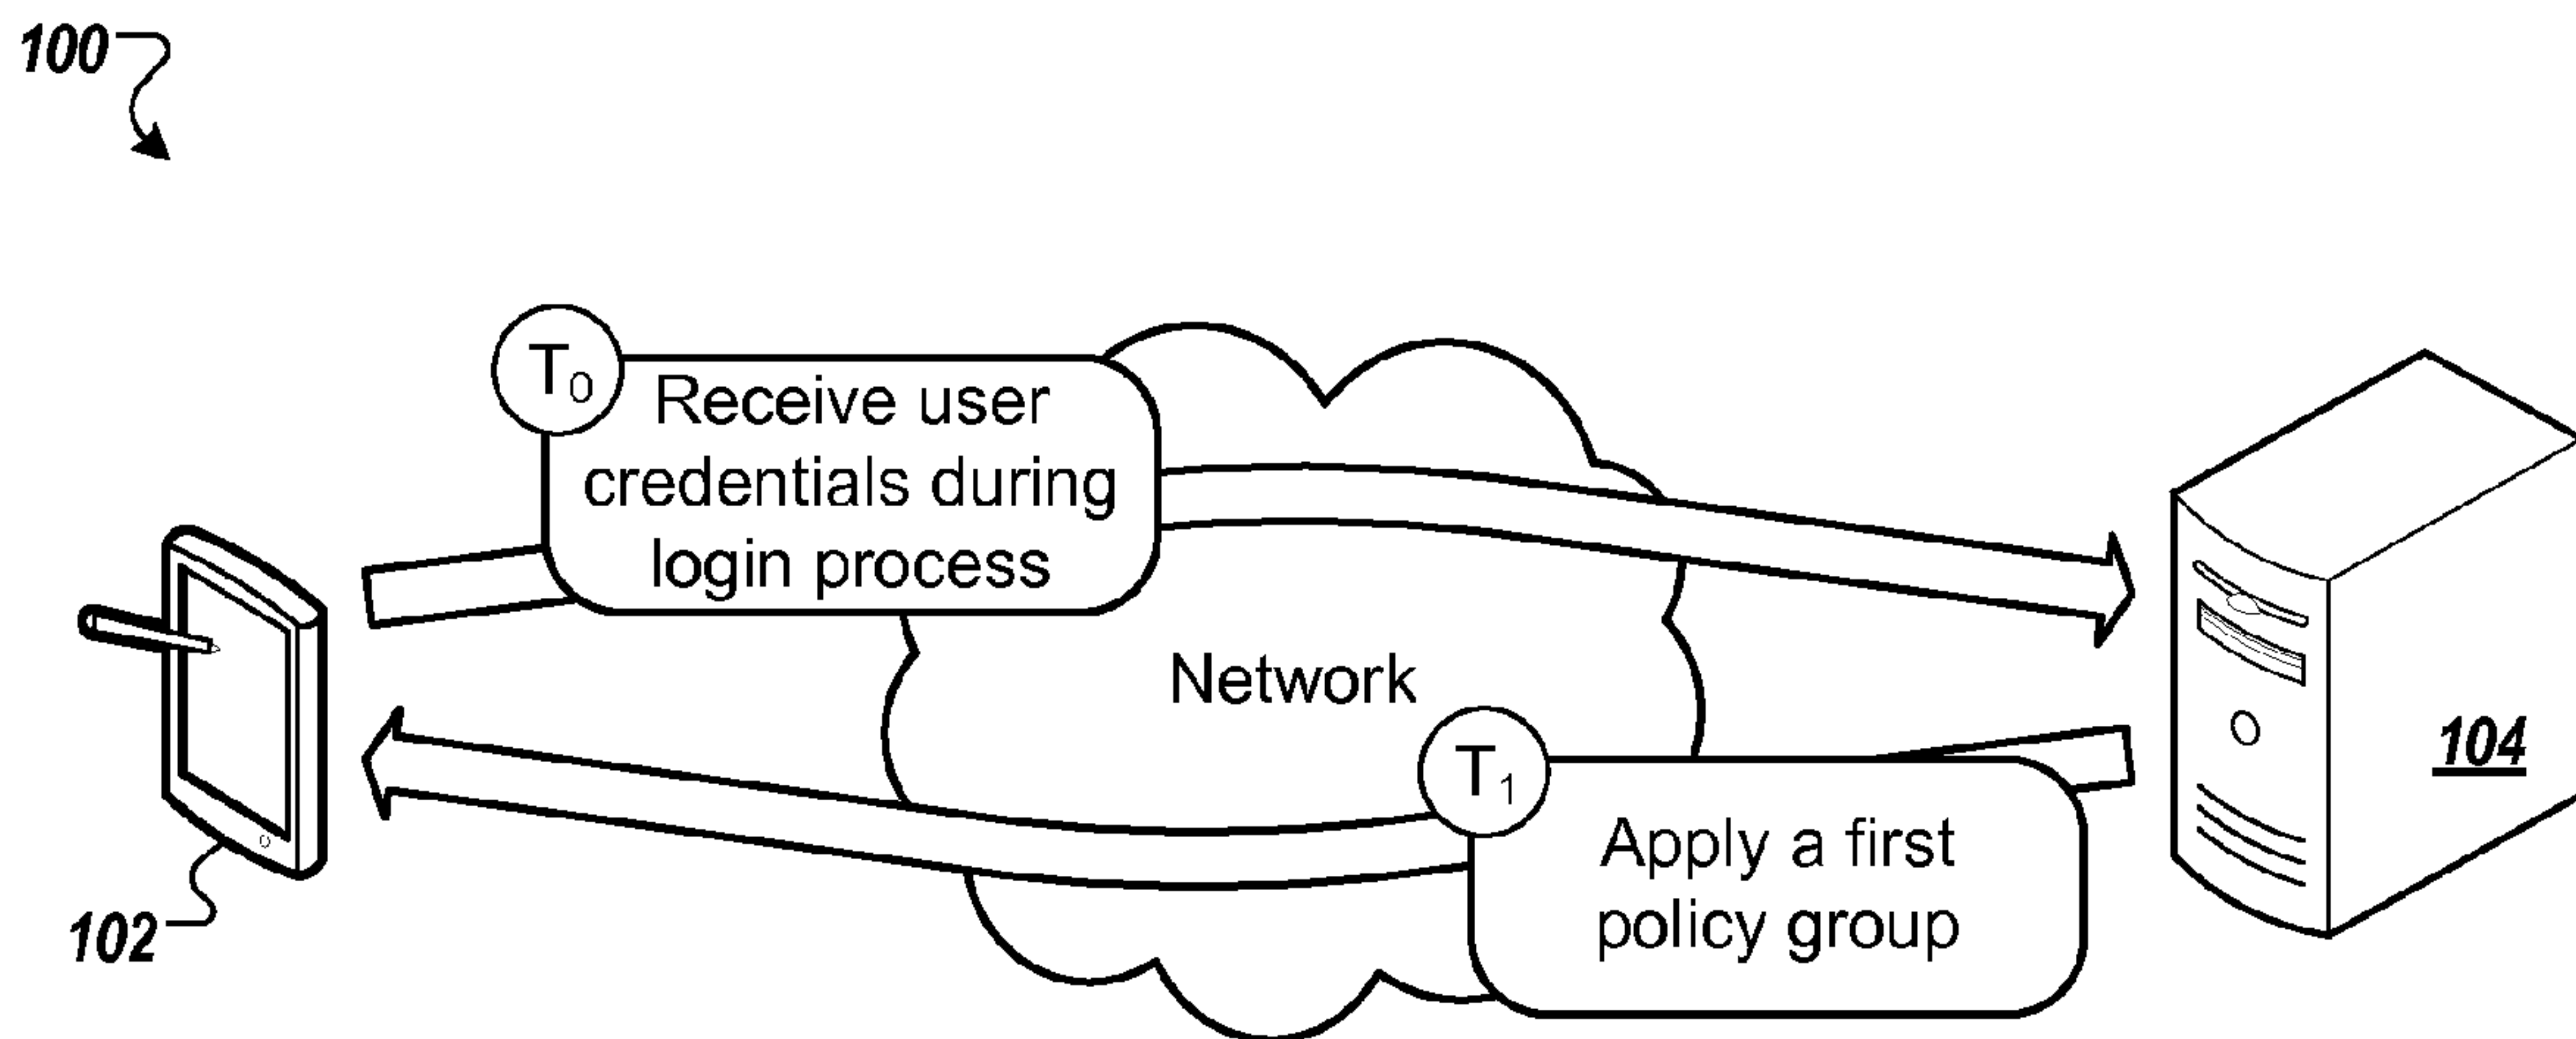 100
T0
Receive user
credentials during
login process
Network
T1
Apply a first
policy group
104
102